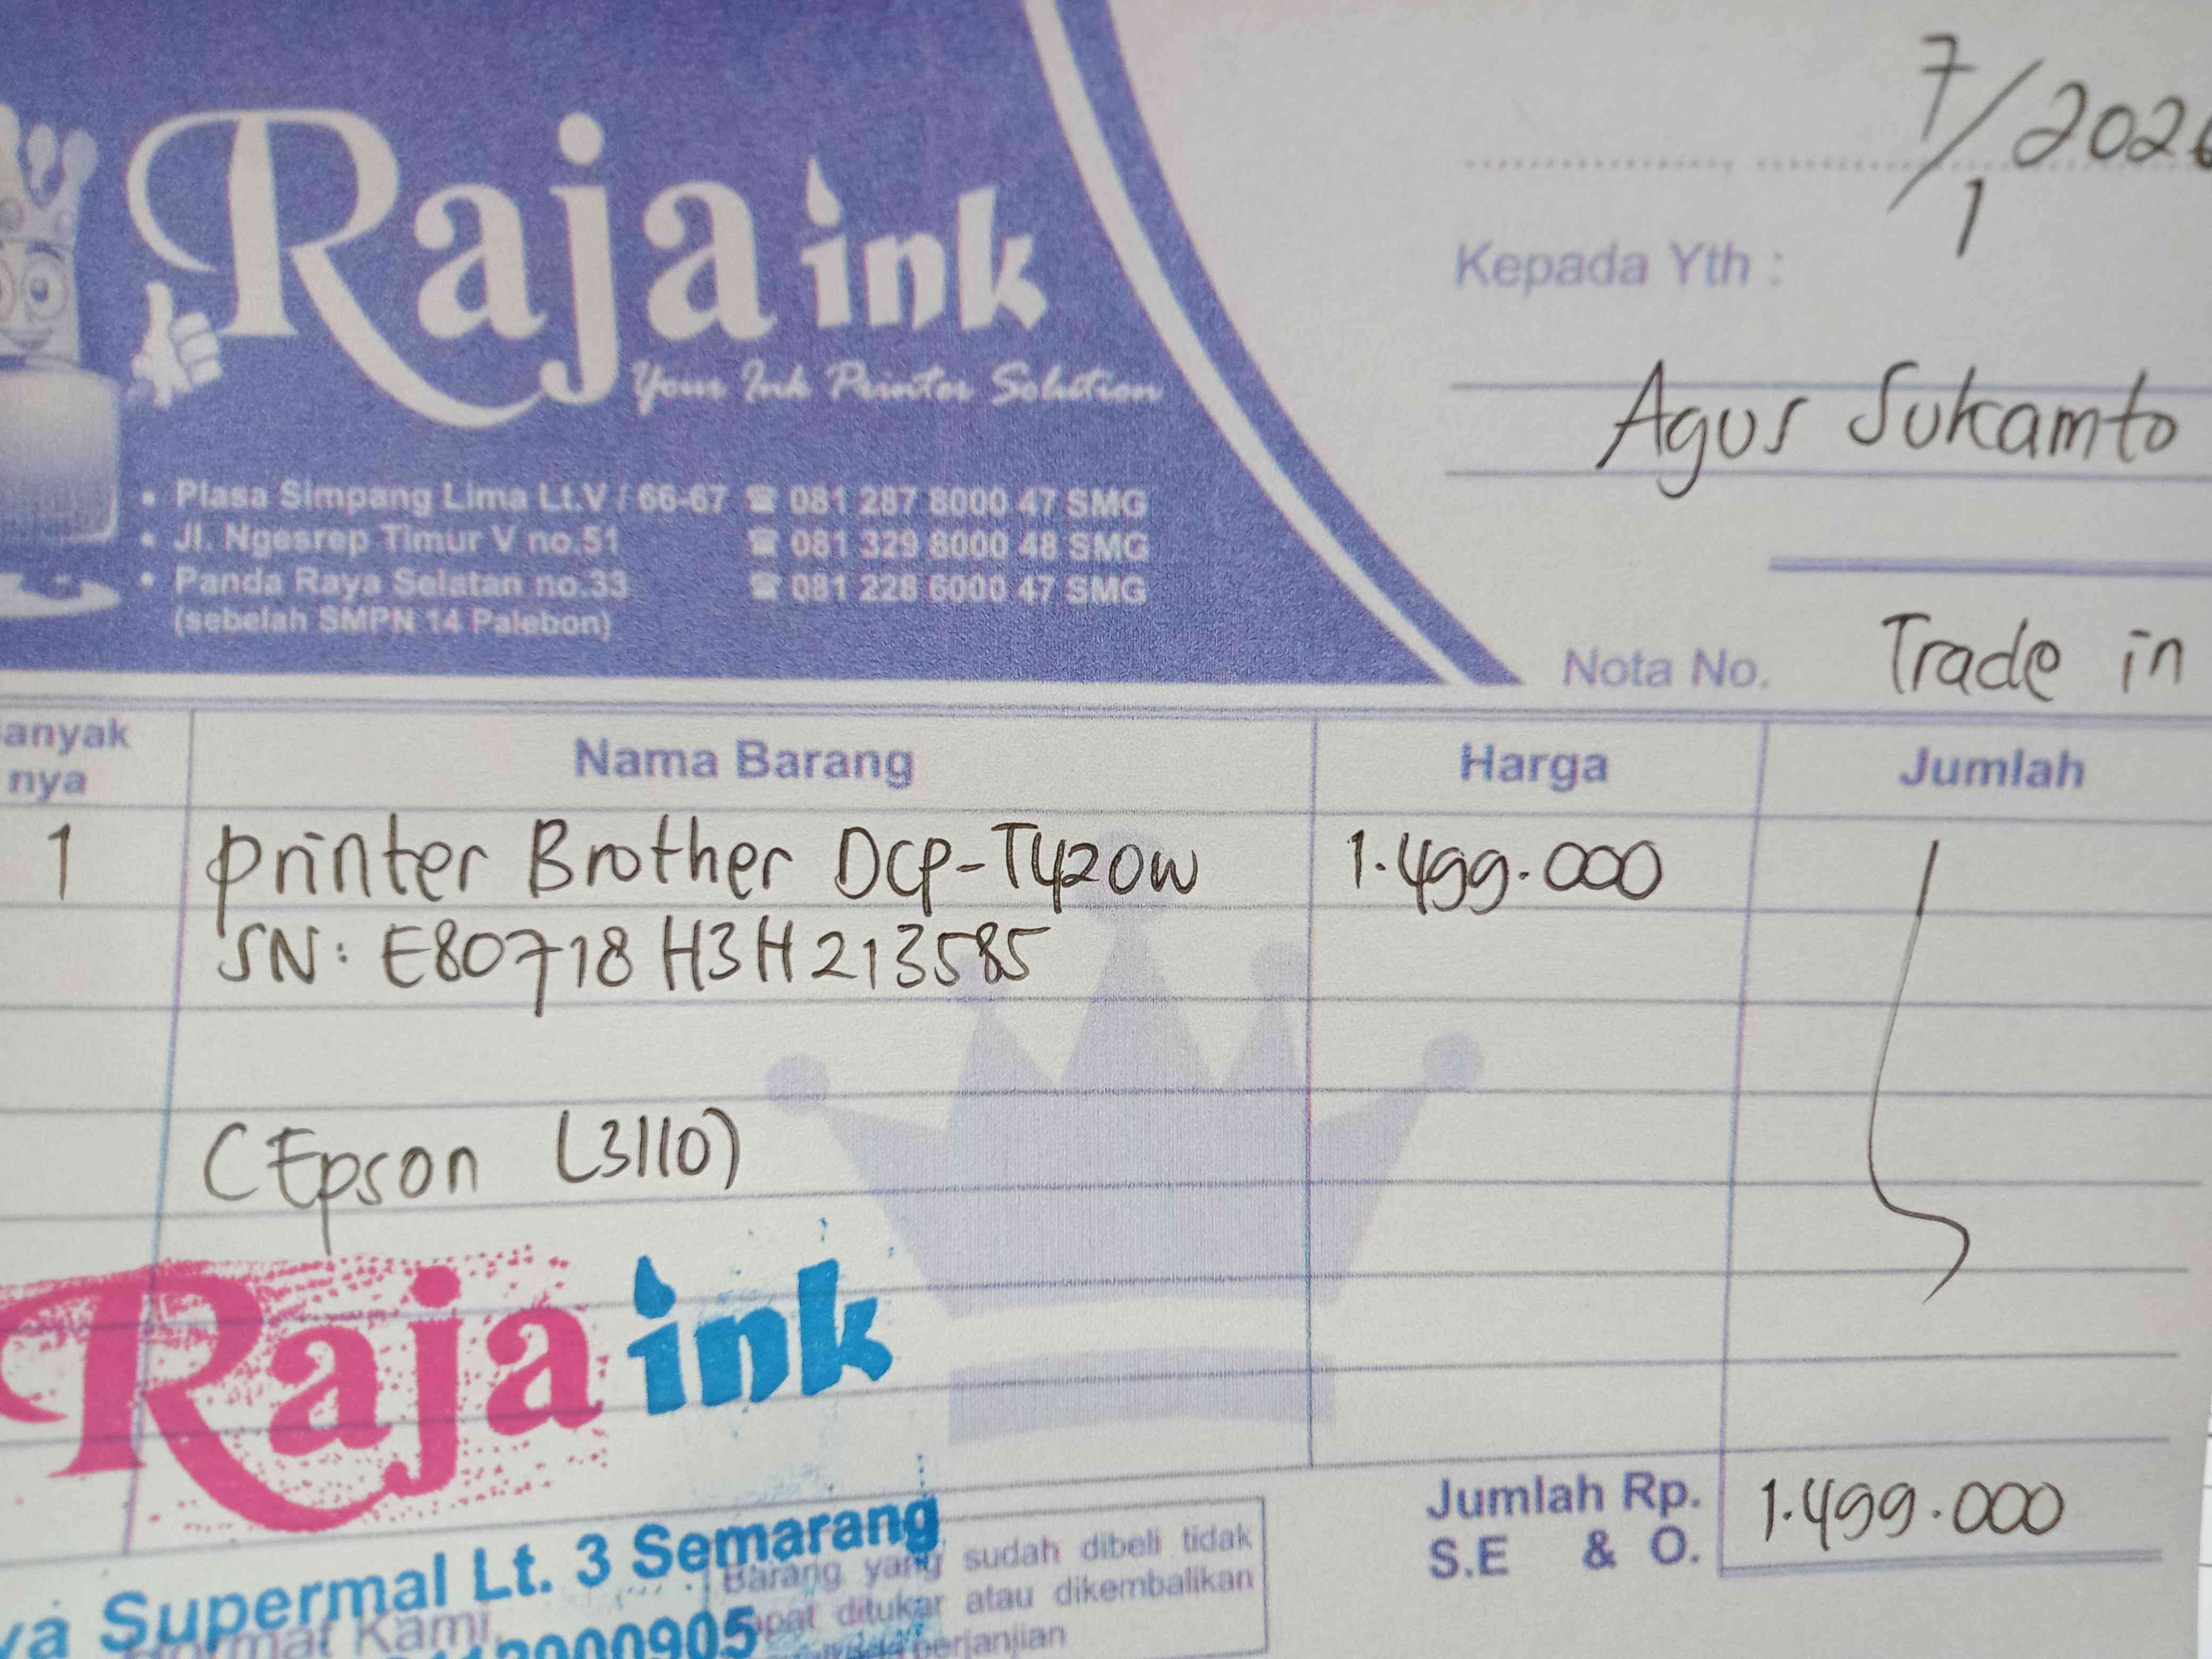 Raja ink
Your Ink Printer Solution
• Plasa Simpang Lima Lt.V / 66-67 ☎ 081 287 8000 47 SMG
• Jl. Ngesrep Timur V no.51 ☎ 081 329 8000 48 SMG
• Panda Raya Selatan no.33 ☎ 081 228 6000 47 SMG
(sebelah SMPN 14 Palebon)
7/1 2026
Kepada Yth :
Agus Sukamto
Nota No. Trade in
anyak nya Nama Barang Harga Jumlah
1 printer Brother DCP-T420W 1.499.000
SN: E80718H3H213585
(Epson L3110)
Raja ink
Supermal Lt. 3 Semarang
Jumlah Rp. 1.499.000
S.E & O.
Barang yang sudah dibeli tidak
ditukar atau dikembalikan
perjanjian
Kami,